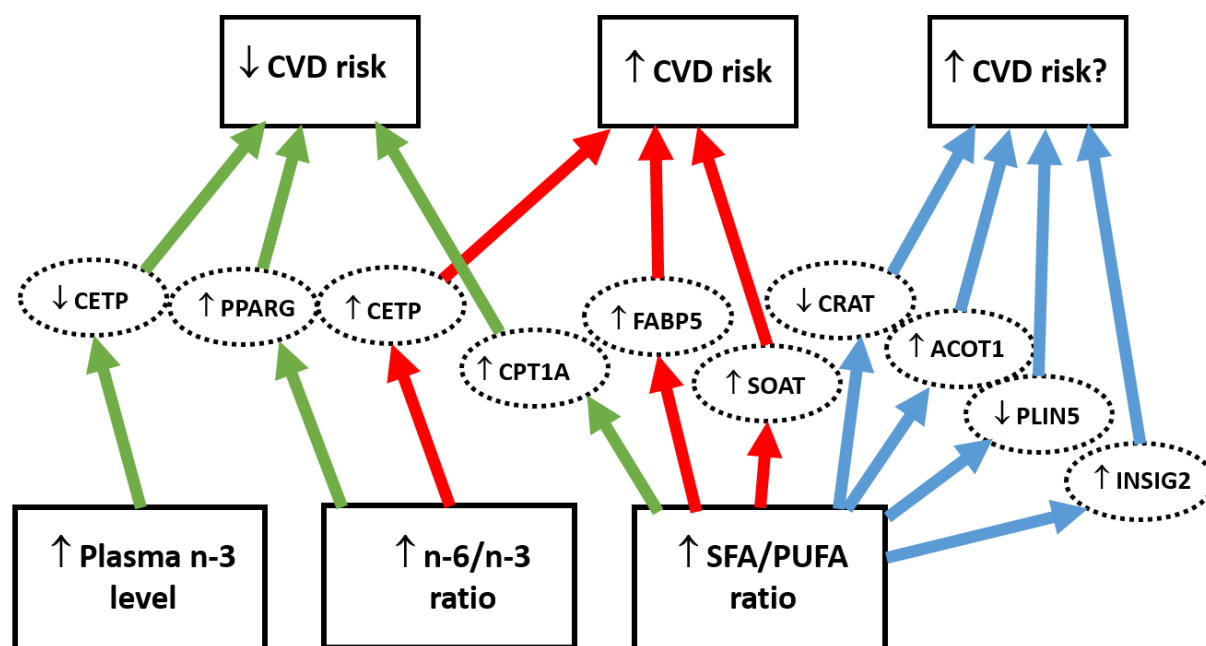 ↓ CVD risk
↑ CVD risk
↑ CVD risk?
↓ CETP
↑ PPARG
↑ CETP
↑ CPT1A
↑ FABP5
↑ SOAT
↓ CRAT
↑ ACOT1
↓ PLIN5
↑ INSIG2
↑ Plasma n-3
level
↑ n-6/n-3
ratio
↑ SFA/PUFA
ratio